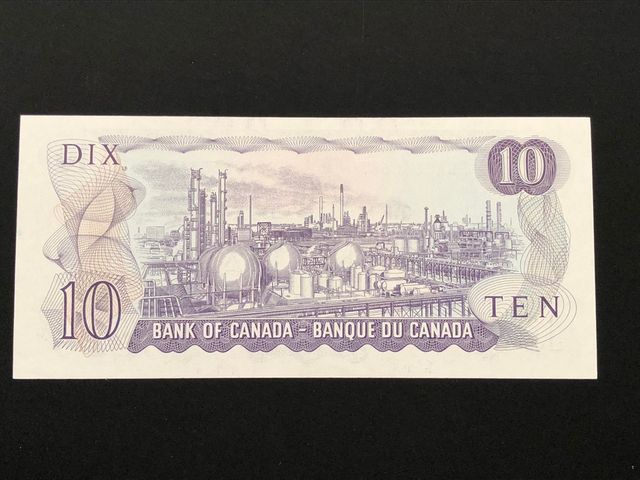 DIX
10
10
TEN
BANK OF CANADA – BANQUE DU CANADA